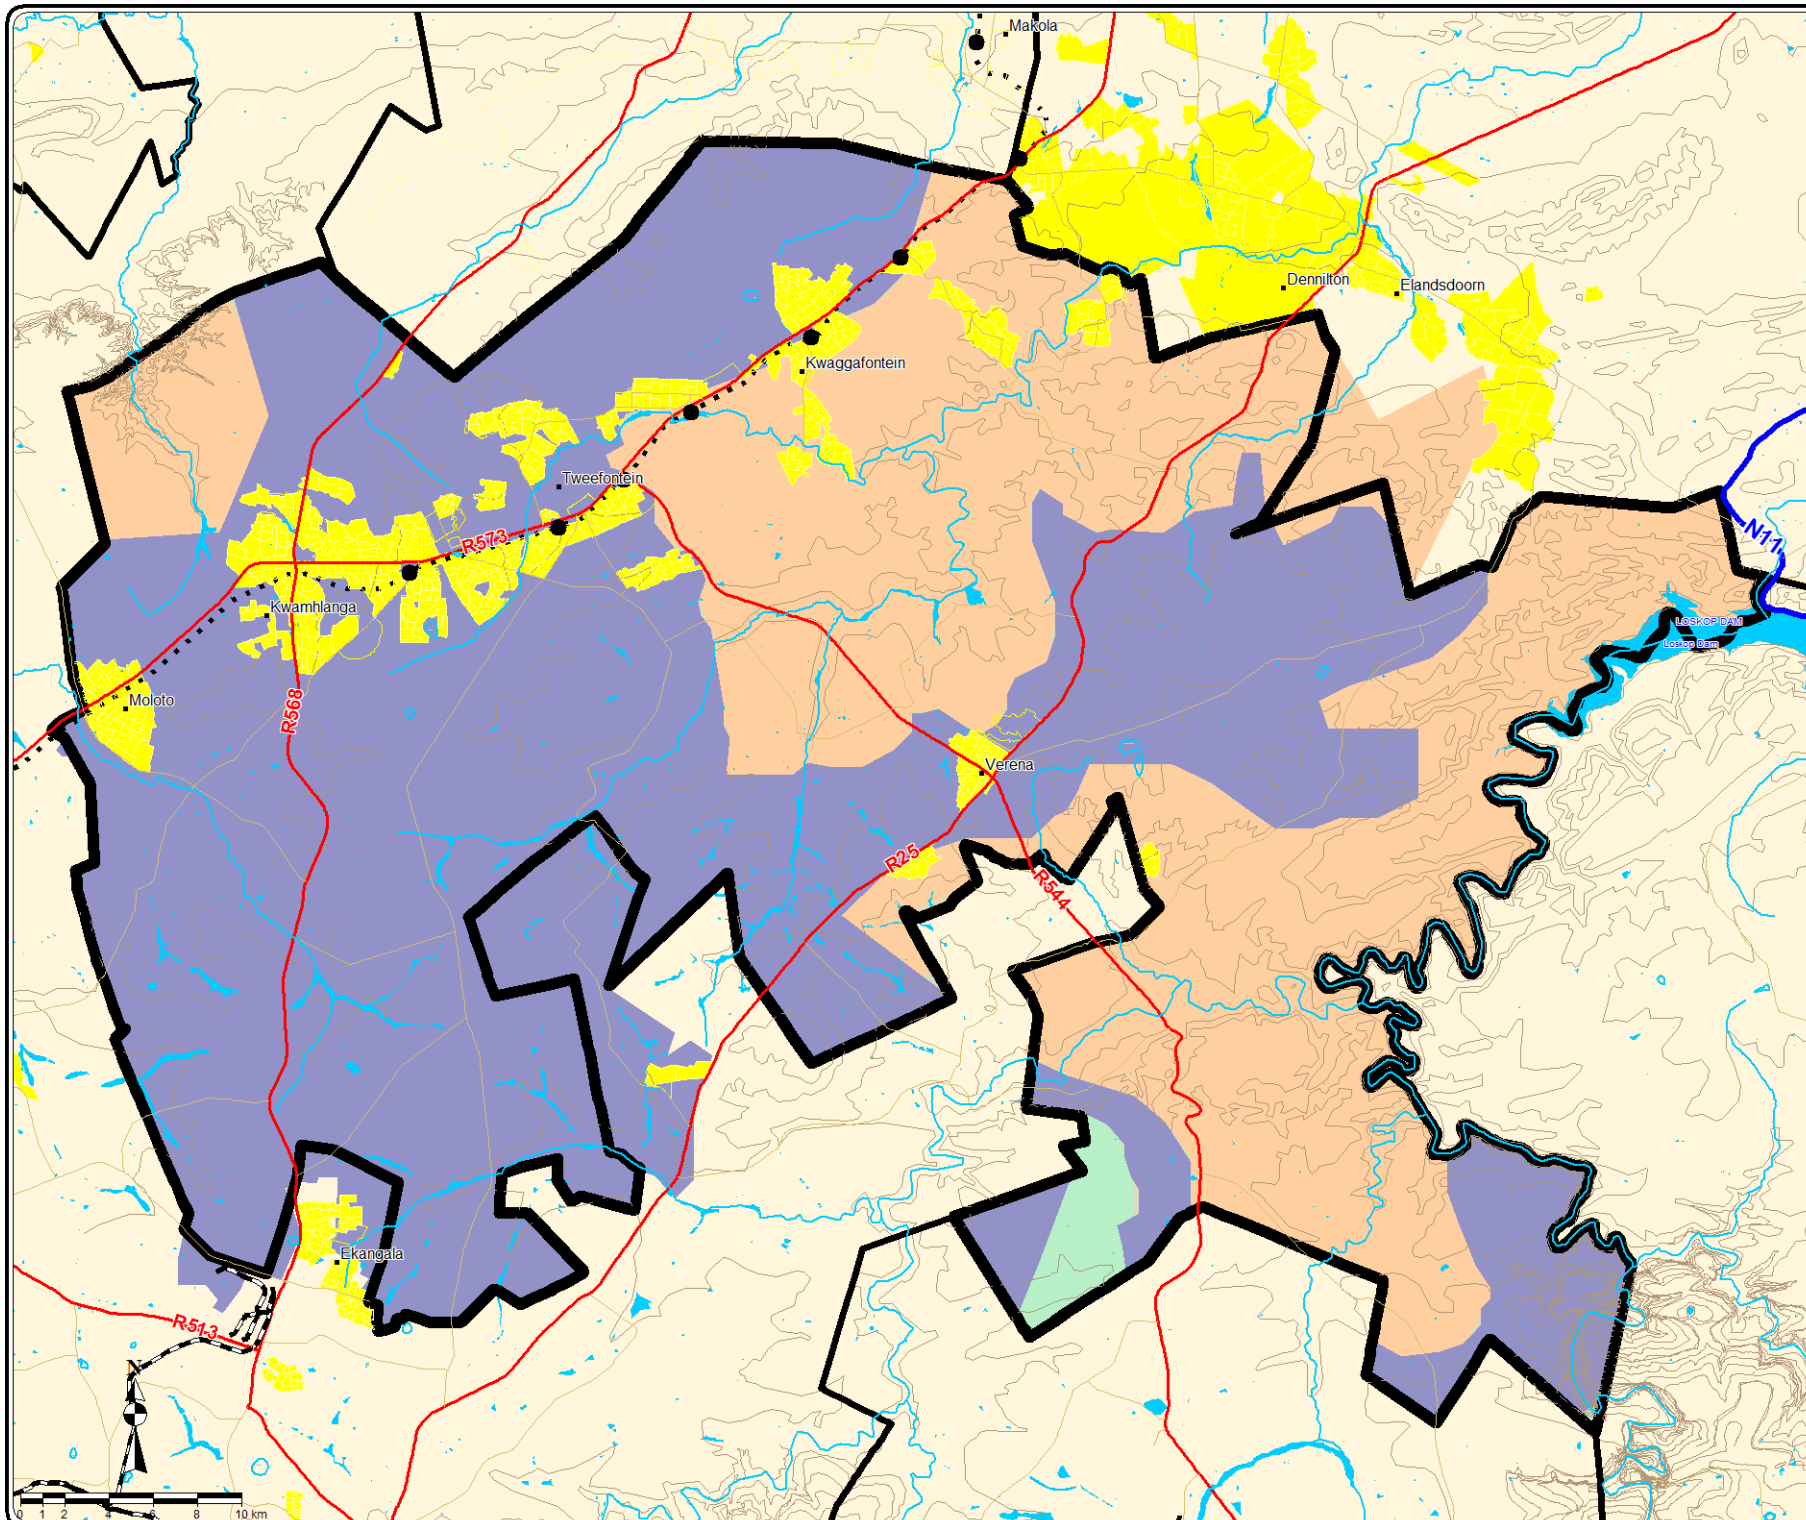 Makola
Dennilton
Elandsdoorn
Kwaggafontein
Tweefontein
R573
N11
Kwamhlanga
LOSKOP DAM
Loskop Dam
Moloto
R568
Verena
R25
R544
Ekangala
R513
N
0 1 2 4 6 8 10 km